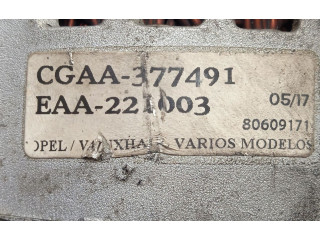 CGAA-377491
EAA-221003 05/17
80609171
OPEL / VAUXHALL VARIOS MODELOS